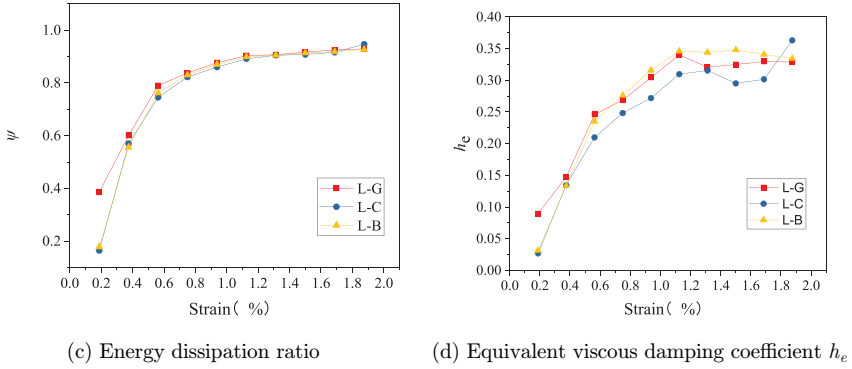 (c)
1.0
0.8
0.6
0.4
0.2
ψ
L-G
L-C
L-B
0.0 0.2 0.4 0.6 0.8 1.0 1.2 1.4 1.6 1.8 2.0
Strain( %)
(c) Energy dissipation ratio
(d)
0.40
0.35
0.30
0.25
0.20
0.15
0.10
0.05
0.00
he
L-G
L-C
L-B
0.0 0.2 0.4 0.6 0.8 1.0 1.2 1.4 1.6 1.8 2.0
Strain( %)
(d) Equivalent viscous damping coefficient he